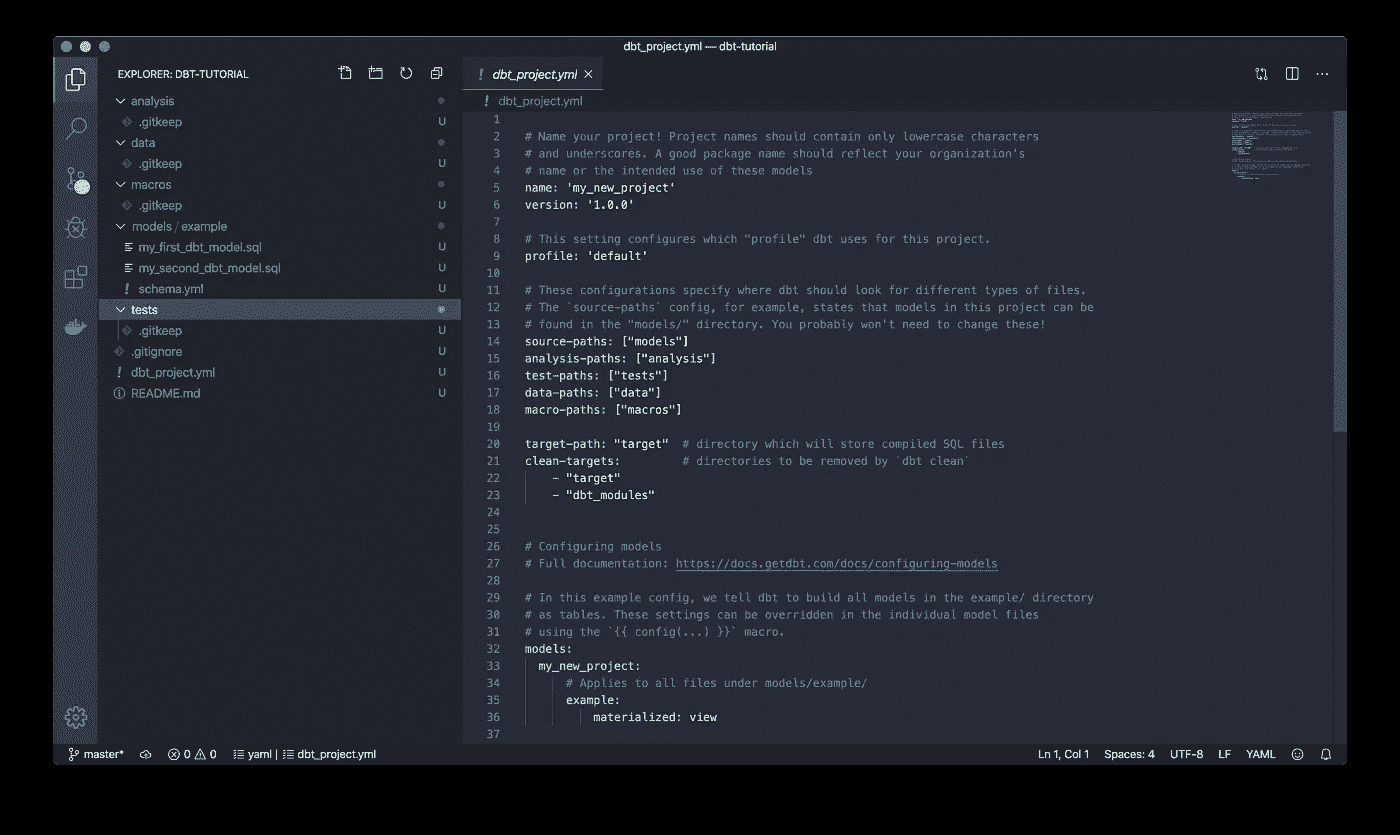 dbt_project.yml — dbt-tutorial
EXPLORER: DBT-TUTORIAL
analysis
.gitkeep U
data
.gitkeep U
macros
.gitkeep U
models / example
my_first_dbt_model.sql U
my_second_dbt_model.sql U
! schema.yml U
tests
.gitkeep U
.gitignore U
! dbt_project.yml U
README.md U
! dbt_project.yml
! dbt_project.yml
1
2 # Name your project! Project names should contain only lowercase characters
3 # and underscores. A good package name should reflect your organization's
4 # name or the intended use of these models
5 name: 'my_new_project'
6 version: '1.0.0'
7
8 # This setting configures which "profile" dbt uses for this project.
9 profile: 'default'
10
11 # These configurations specify where dbt should look for different types of files.
12 # The `source-paths` config, for example, states that models in this project can be
13 # found in the "models/" directory. You probably won't need to change these!
14 source-paths: ["models"]
15 analysis-paths: ["analysis"]
16 test-paths: ["tests"]
17 data-paths: ["data"]
18 macro-paths: ["macros"]
19
20 target-path: "target"  # directory which will store compiled SQL files
21 clean-targets:         # directories to be removed by `dbt clean`
22     - "target"
23     - "dbt_modules"
24
25
26 # Configuring models
27 # Full documentation: https://docs.getdbt.com/docs/configuring-models
28
29 # In this example config, we tell dbt to build all models in the example/ directory
30 # as tables. These settings can be overridden in the individual model files
31 # using the `{{ config(...) }}` macro.
32 models:
33   my_new_project:
34       # Applies to all files under models/example/
35       example:
36           materialized: view
37
master* 0 0 yaml | dbt_project.yml Ln 1, Col 1 Spaces: 4 UTF-8 LF YAML